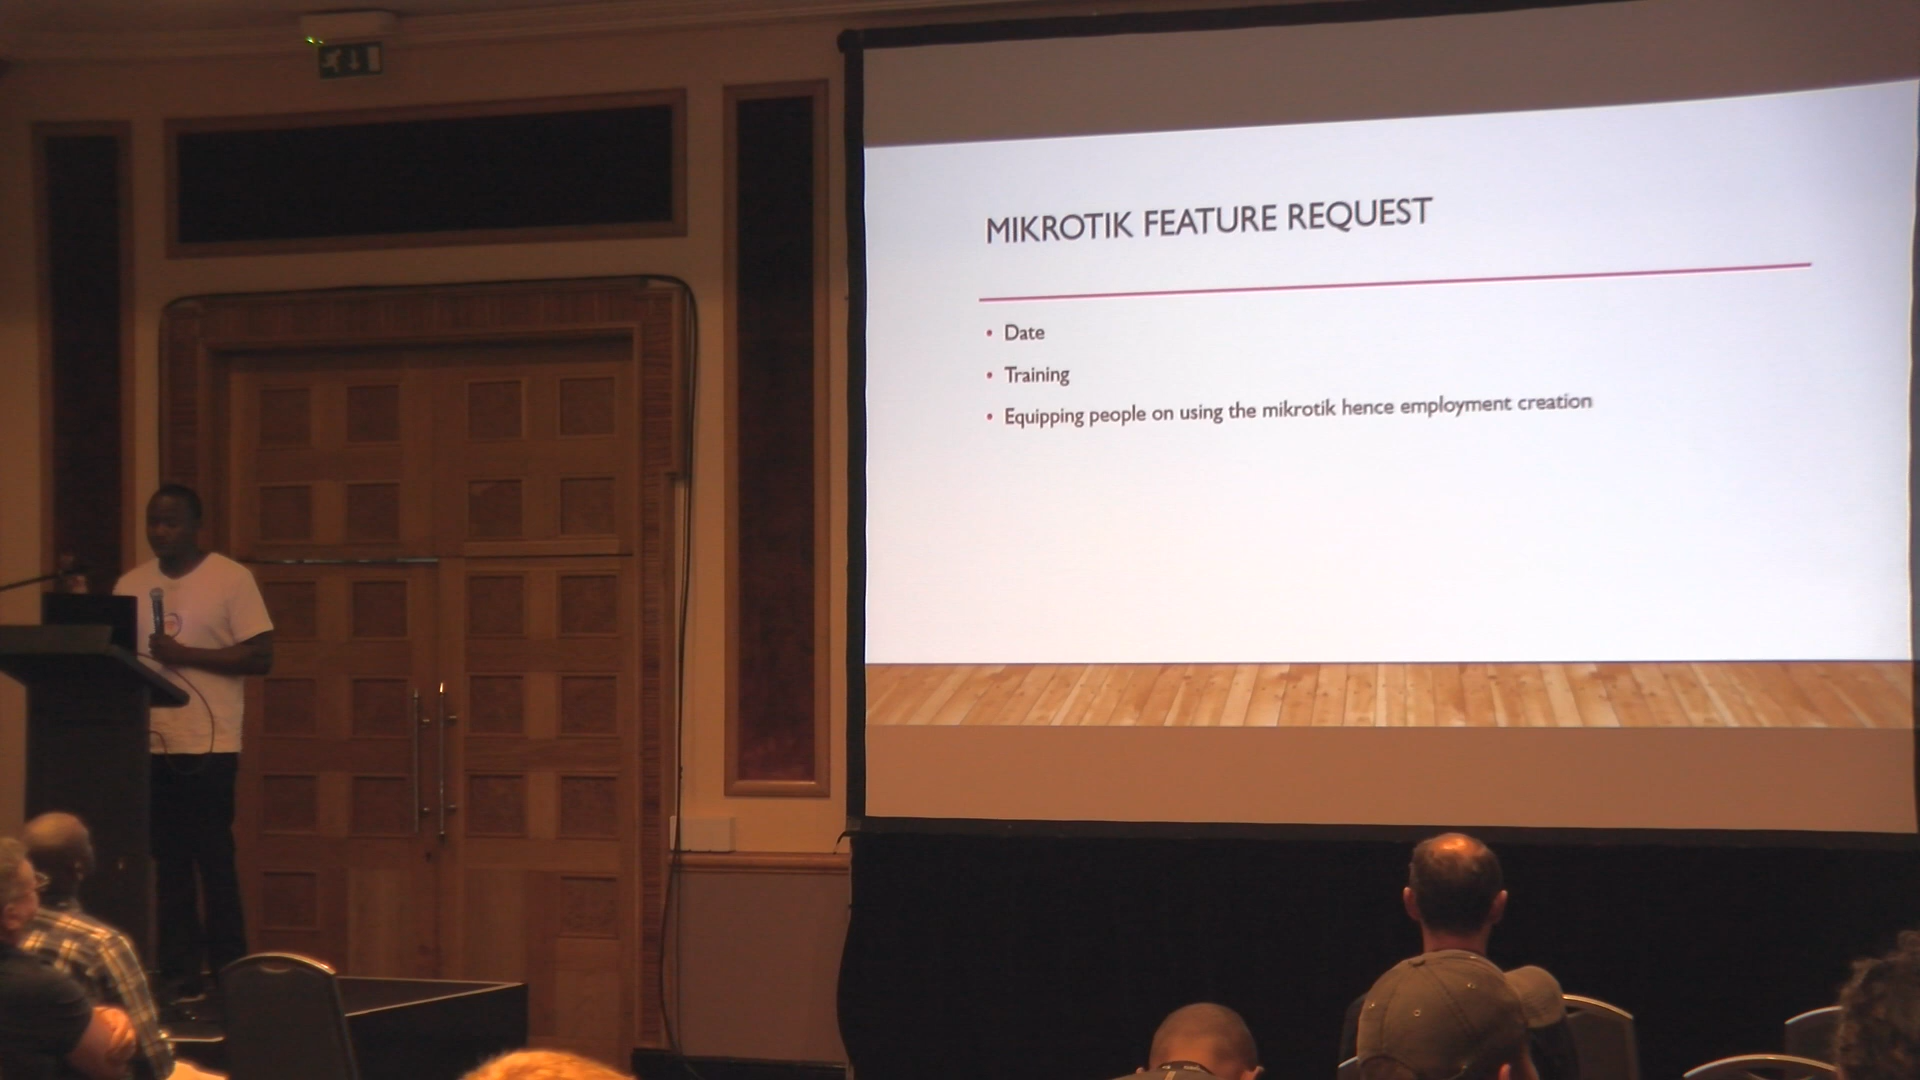 MIKROTIK FEATURE REQUEST
• Date
• Training
• Equipping people on using the mikrotik hence employment creation